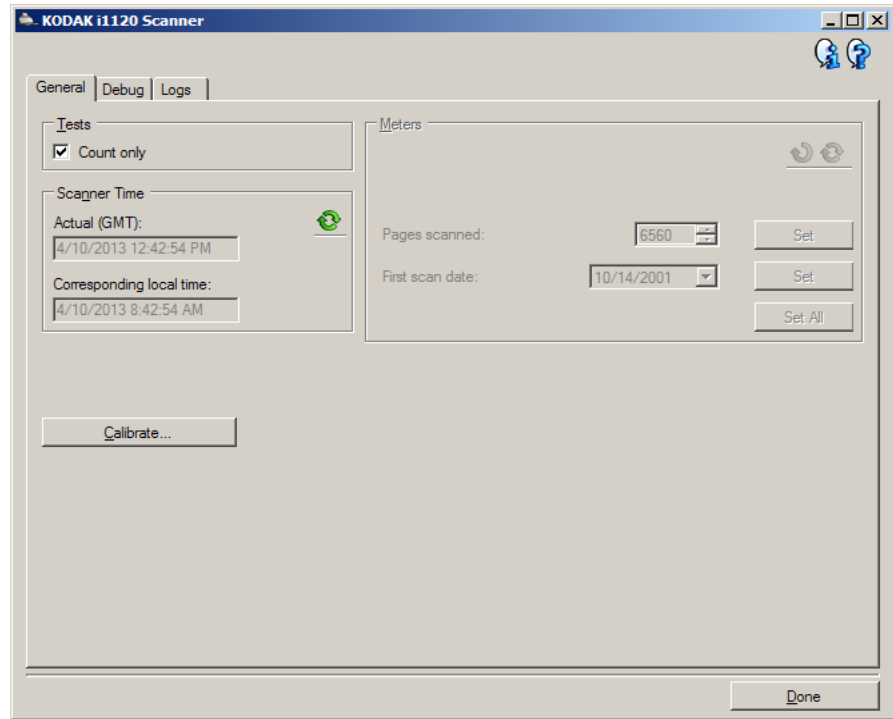 KODAK i1120 Scanner
General
Debug
Logs
Tests
Count only
Scanner Time
Actual (GMT):
4/10/2013 12:42:54 PM
Corresponding local time:
4/10/2013 8:42:54 AM
Meters
Pages scanned:
6560
Set
First scan date:
10/14/2001
Set
Set All
Calibrate...
Done